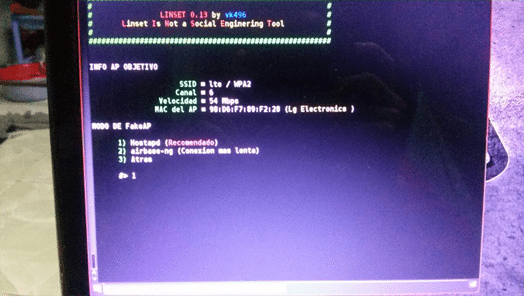 #
# LINSET 0.13 by vk496 #
# Linset Is Not a Social Enginering Tool #
# #
########################################################
INFO AP OBJETIVO
SSID = lte / WPA2
Canal = 6
Velocidad = 54 Mbps
MAC del AP = 90:D6:F7:09:F2:28 (Lg Electronics )
MODO DE FakeAP
1) Hostapd (Recomendado)
2) airbase-ng (Conexion mas lenta)
3) Atras
#> 1